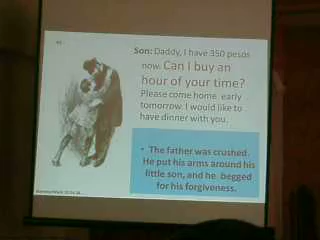 Son: Daddy, I have 350 pesos
now. Can I buy an
hour of your time?
Please come home early
tomorrow. I would like to
have dinner with you.
• The father was crushed.
He put his arms around his
little son, and he begged
for his forgiveness.